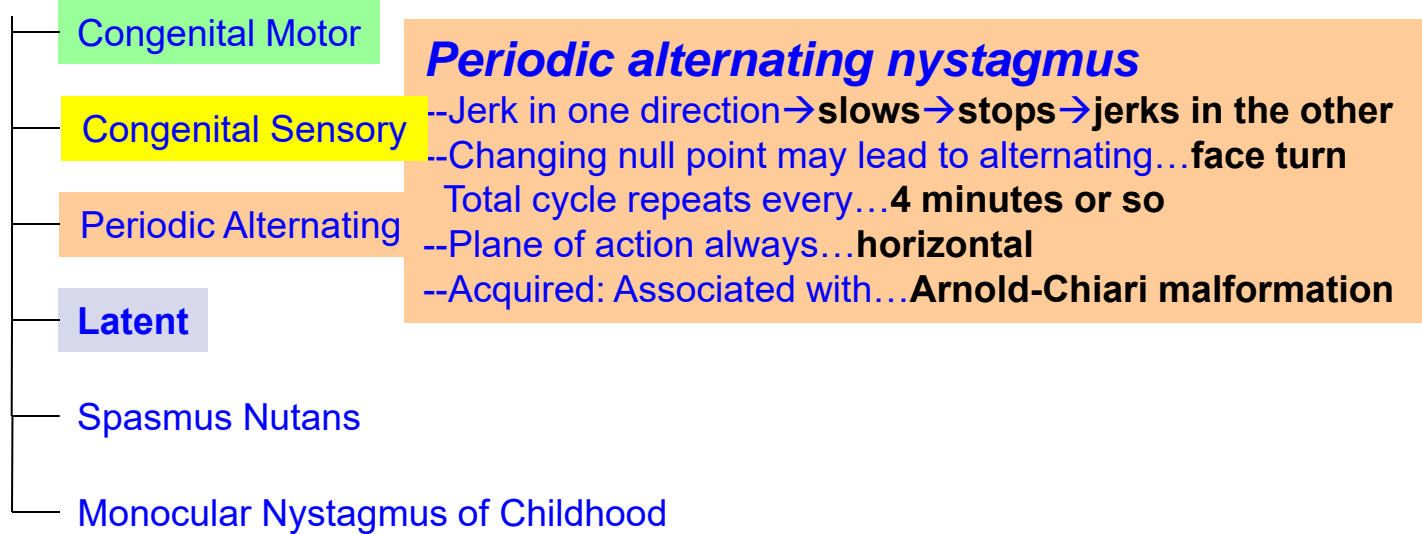 Congenital Motor
Congenital Sensory
Periodic Alternating
Latent
Spasmus Nutans
Monocular Nystagmus of Childhood
Periodic alternating nystagmus
--Jerk in one direction→slows→stops→jerks in the other
--Changing null point may lead to alternating…face turn
Total cycle repeats every…4 minutes or so
--Plane of action always…horizontal
--Acquired: Associated with…Arnold-Chiari malformation